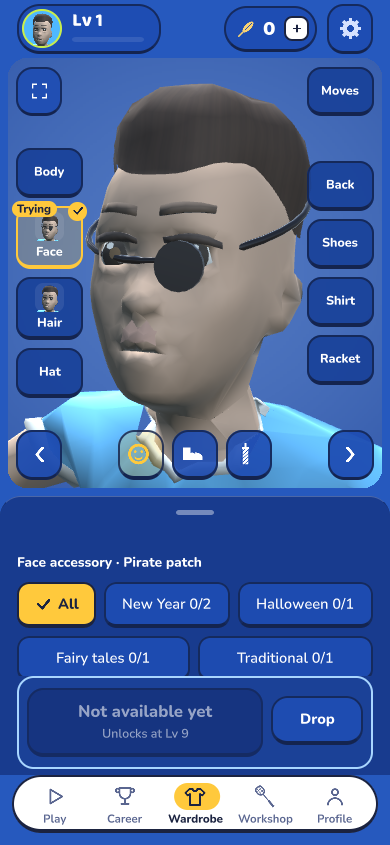 Lv 1
0
+
Moves
Body
Back
Trying
Face
Shoes
Hair
Shirt
Hat
Racket
Face accessory · Pirate patch
All
New Year 0/2
Halloween 0/1
Fairy tales 0/1
Traditional 0/1
Not available yet
Unlocks at Lv 9
Drop
Play
Career
Wardrobe
Workshop
Profile